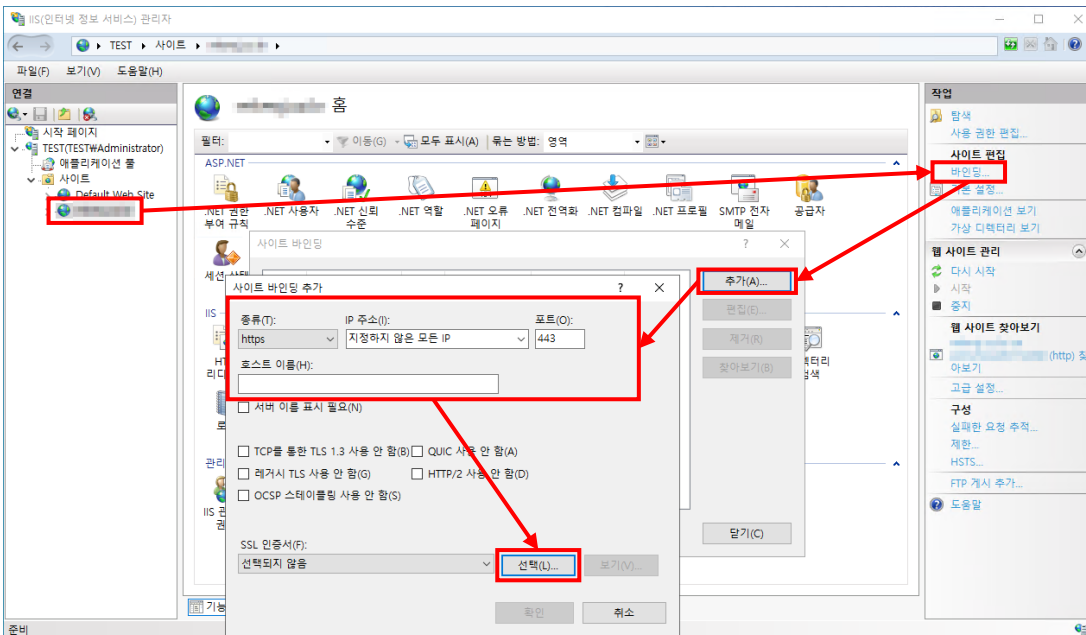 IIS(인터넷 정보 서비스) 관리자
TEST 사이트
파일(F) 보기(V) 도움말(H)
연결
시작 페이지
TEST(TEST₩Administrator)
애플리케이션 풀
사이트
Default Web Site
홈
필터: 이동(G) 모두 표시(A) 묶는 방법: 영역
ASP.NET
.NET 권한 부여 규칙
.NET 사용자
.NET 신뢰 수준
.NET 역할
.NET 오류 페이지
.NET 전역화
.NET 컴파일
.NET 프로필
SMTP 전자 메일
공급자
세션
IIS
관리
IIS
기능
사이트 바인딩
추가(A)...
편집(E)...
제거(R)
찾아보기(B)
닫기(C)
사이트 바인딩 추가
종류(T): IP 주소(I): 포트(O):
https 지정하지 않은 모든 IP 443
호스트 이름(H):
서버 이름 표시 필요(N)
TCP를 통한 TLS 1.3 사용 안 함(B) QUIC 사용 안 함(A)
레거시 TLS 사용 안 함(G) HTTP/2 사용 안 함(D)
OCSP 스테이플링 사용 안 함(S)
SSL 인증서(F):
선택되지 않음 선택(L)... 보기(V)...
확인 취소
작업
탐색
사용 권한 편집...
사이트 편집
바인딩...
설정...
애플리케이션 보기
가상 디렉터리 보기
웹 사이트 관리
다시 시작
시작
중지
웹 사이트 찾아보기
(http) 찾
아보기
고급 설정...
구성
실패한 요청 추적...
제한...
HSTS...
FTP 게시 추가...
도움말
준비